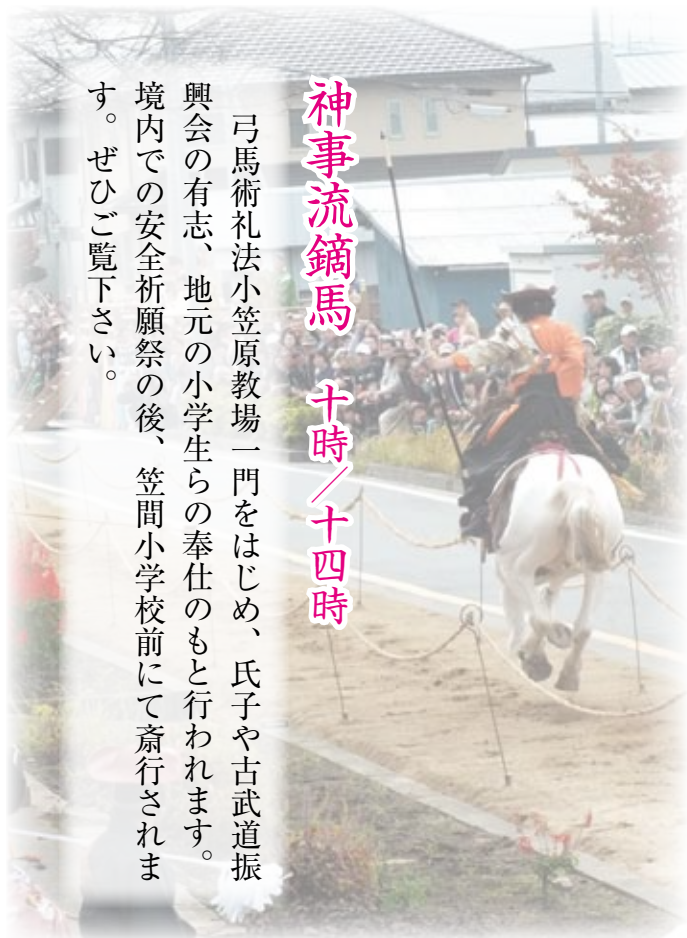 神事流鏑馬　十時／十四時
弓馬術礼法小笠原教場一門をはじめ、氏子や古武道振
興会の有志、地元の小学生らの奉仕のもと行われます。
境内での安全祈願祭の後、笠間小学校前にて斎行されま
す。ぜひご覧下さい。